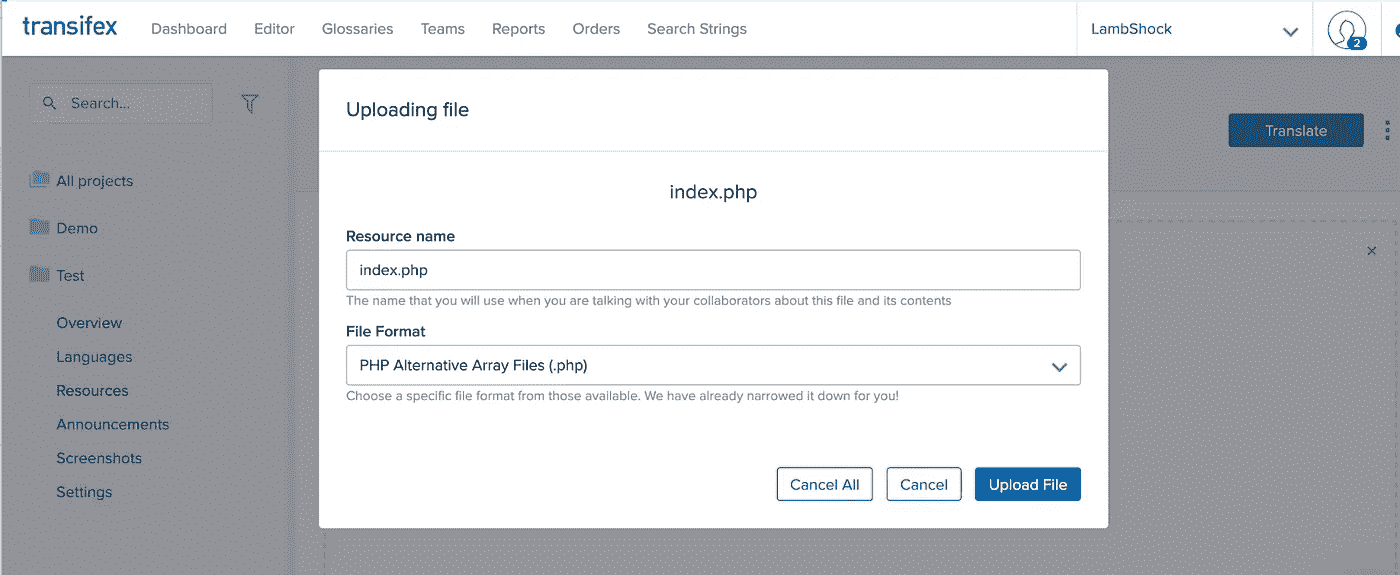 transifex Dashboard Editor Glossaries Teams Reports Orders Search Strings LambShock 2
Search...
All projects
Demo
Test
Overview
Languages
Resources
Announcements
Screenshots
Settings
Translate
Uploading file
index.php
Resource name
index.php
The name that you will use when you are talking with your collaborators about this file and its contents
File Format
PHP Alternative Array Files (.php)
Choose a specific file format from those available. We have already narrowed it down for you!
Cancel All Cancel Upload File